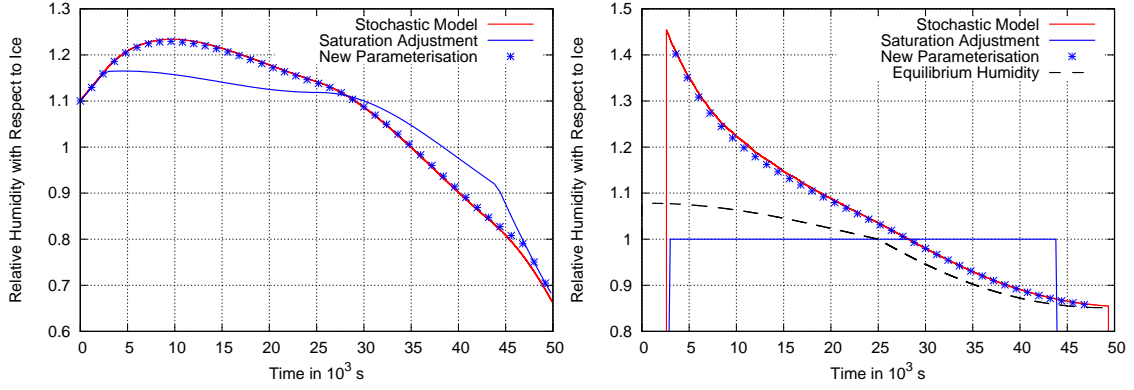 1.3
1.2
1.1
1
0.9
0.8
0.7
0.6
0 5 10 15 20 25 30 35 40 45 50
Relative Humidity with Respect to Ice
Time in 10³ s
Stochastic Model
Saturation Adjustment
New Parameterisation
1.5
1.4
1.3
1.2
1.1
1
0.9
0.8
0 5 10 15 20 25 30 35 40 45 50
Relative Humidity with Respect to Ice
Time in 10³ s
Stochastic Model
Saturation Adjustment
New Parameterisation
Equilibrium Humidity